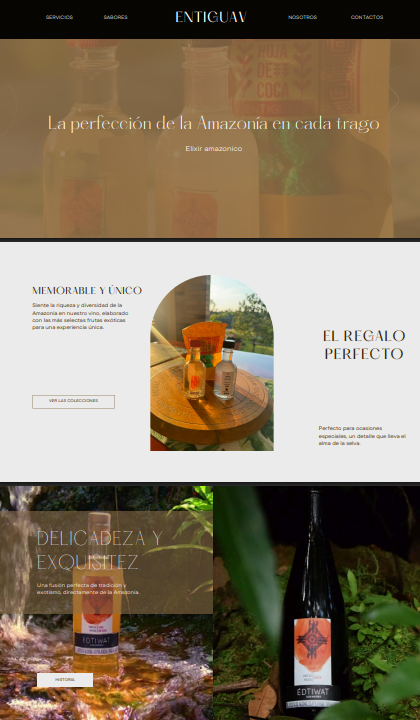 SERVICIOS
SABORES
ENTIGUAV
NOSOTROS
CONTACTOS
HOJA
DE
COCA
La perfección de la Amazonía en cada trago
Elixir amazonico
MEMORABLE Y ÚNICO
Siente la riqueza y diversidad de la
Amazonía en nuestro vino, elaborado
con las más selectas frutas exóticas
para una experiencia única.
VER LAS COLECCIONES
EL REGALO
PERFECTO
Perfecto para ocasiones
especiales, un detalle que lleva el
alma de la selva.
DELICADEZA Y
EXQUISITEZ
Una fusión perfecta de tradición y
exotismo, directamente de la Amazonía.
EDTIWAT
HISTORIA
EDTIWAT